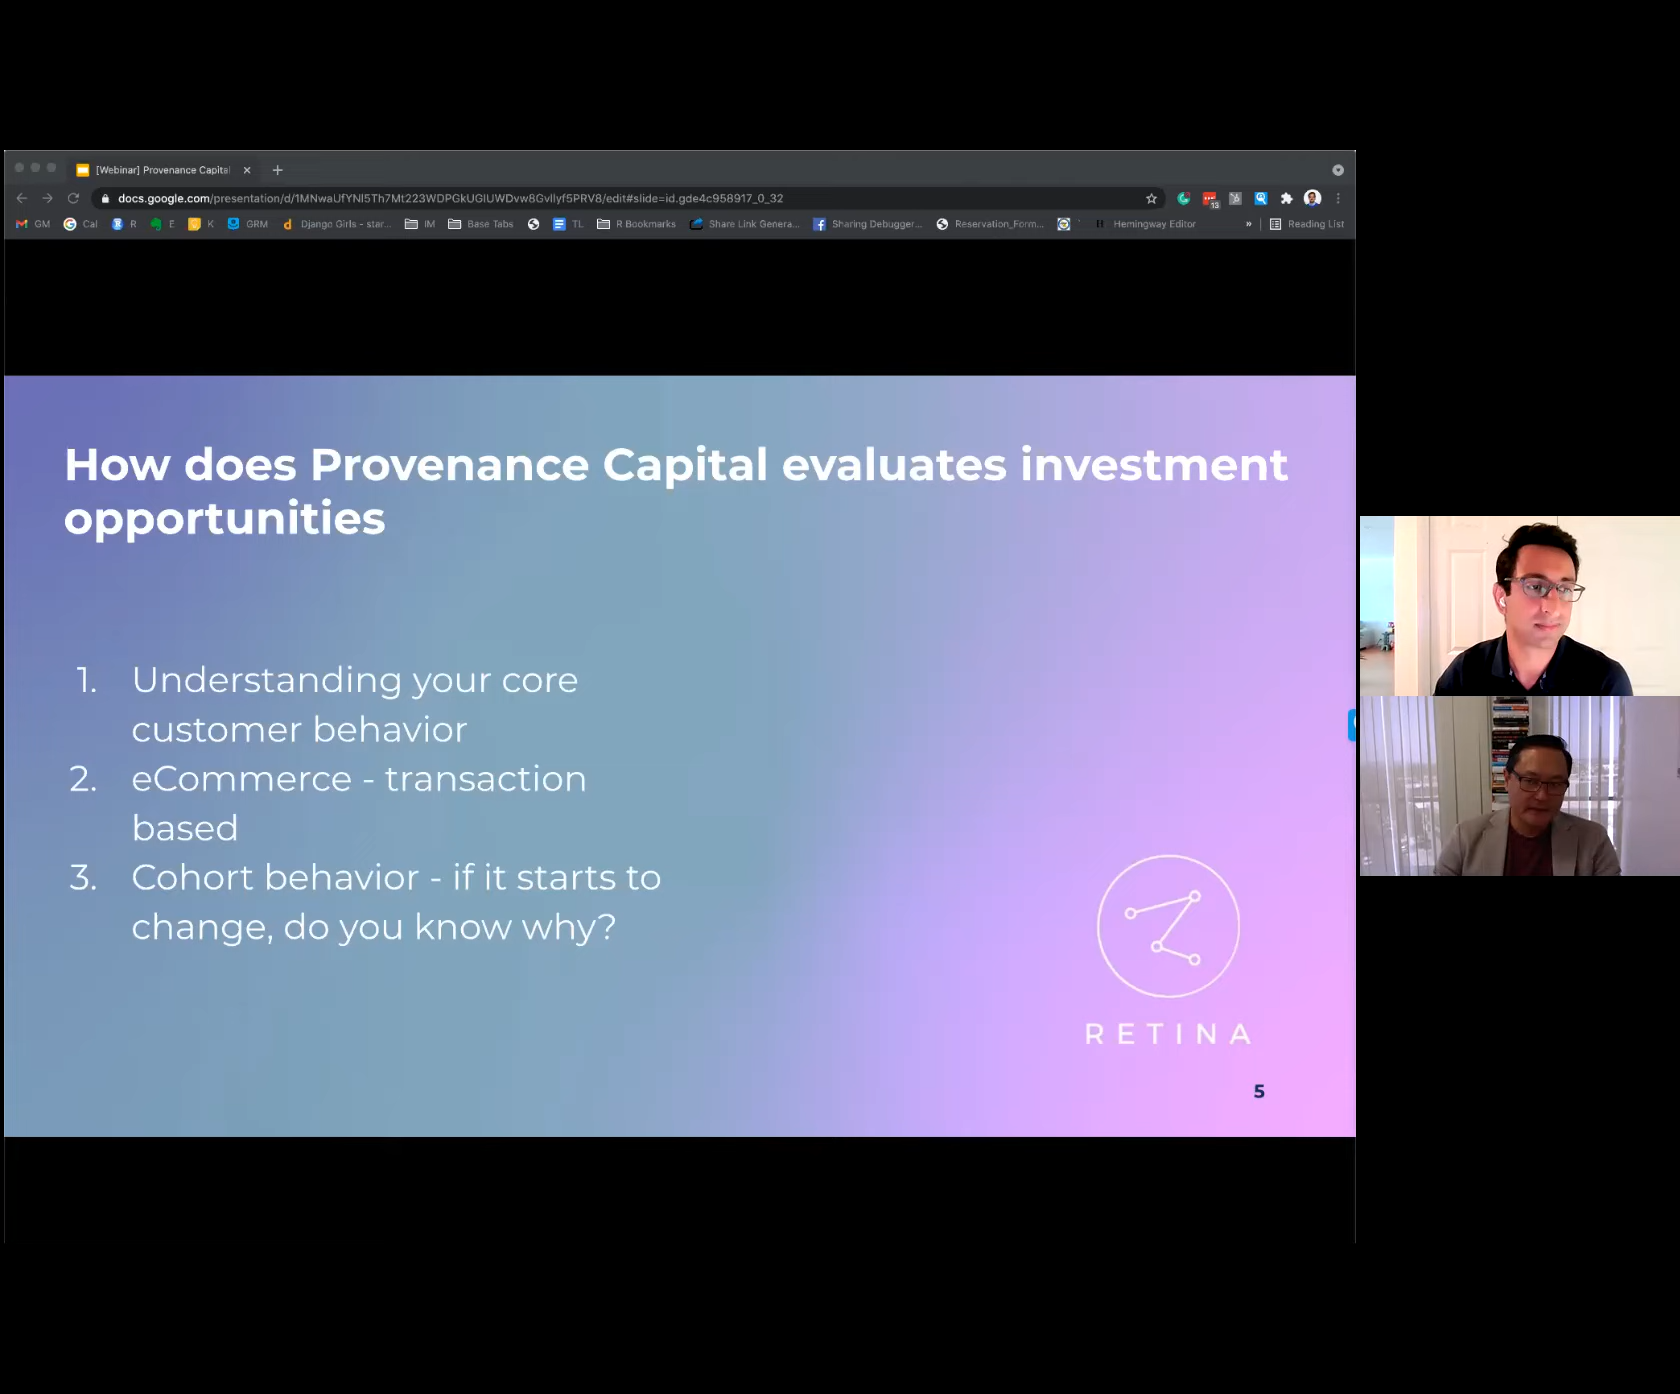 [Webinar] Provenance Capital
docs.google.com/presentation/d/1MNwaUfYNl5Th7Mt223WDPGkUGlUWDvw8Gvllyf5PRV8/edit#slide=id.gde4c958917_0_32
13
GM Cal R E K GRM Django Girls - star... IM Base Tabs TL R Bookmarks Share Link Genera... Sharing Debugger... Reservation_Form... Hemingway Editor » Reading List
How does Provenance Capital evaluates investment
opportunities
1. Understanding your core
customer behavior
2. eCommerce - transaction
based
3. Cohort behavior - if it starts to
change, do you know why?
RETINA
5